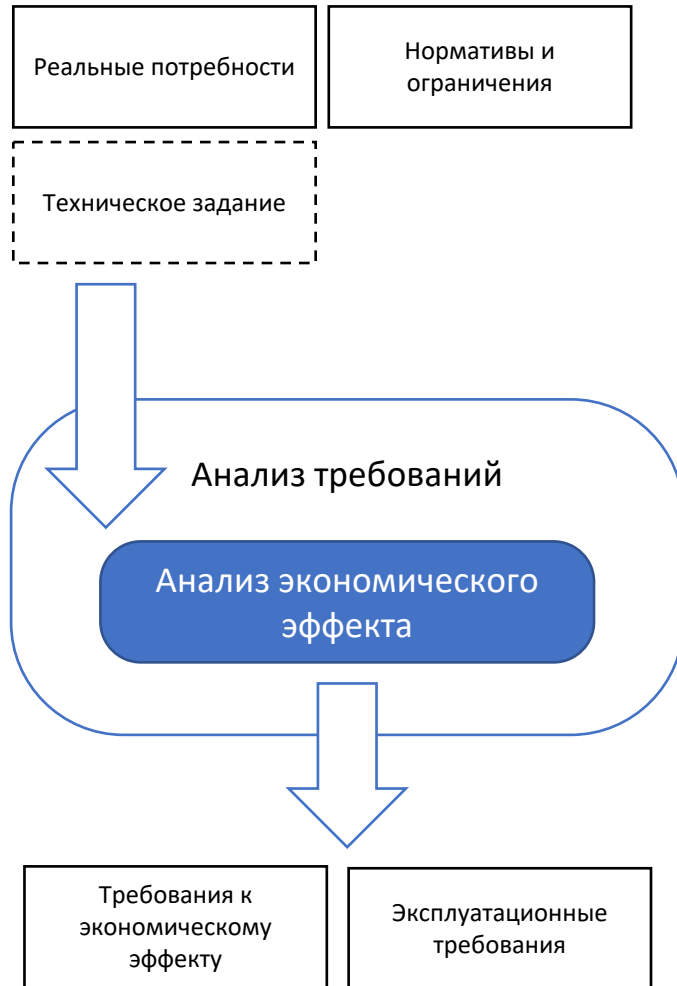 Реальные потребности
Нормативы и
ограничения
Техническое задание
Анализ требований
Анализ экономического
эффекта
Требования к
экономическому
эффекту
Эксплуатационные
требования